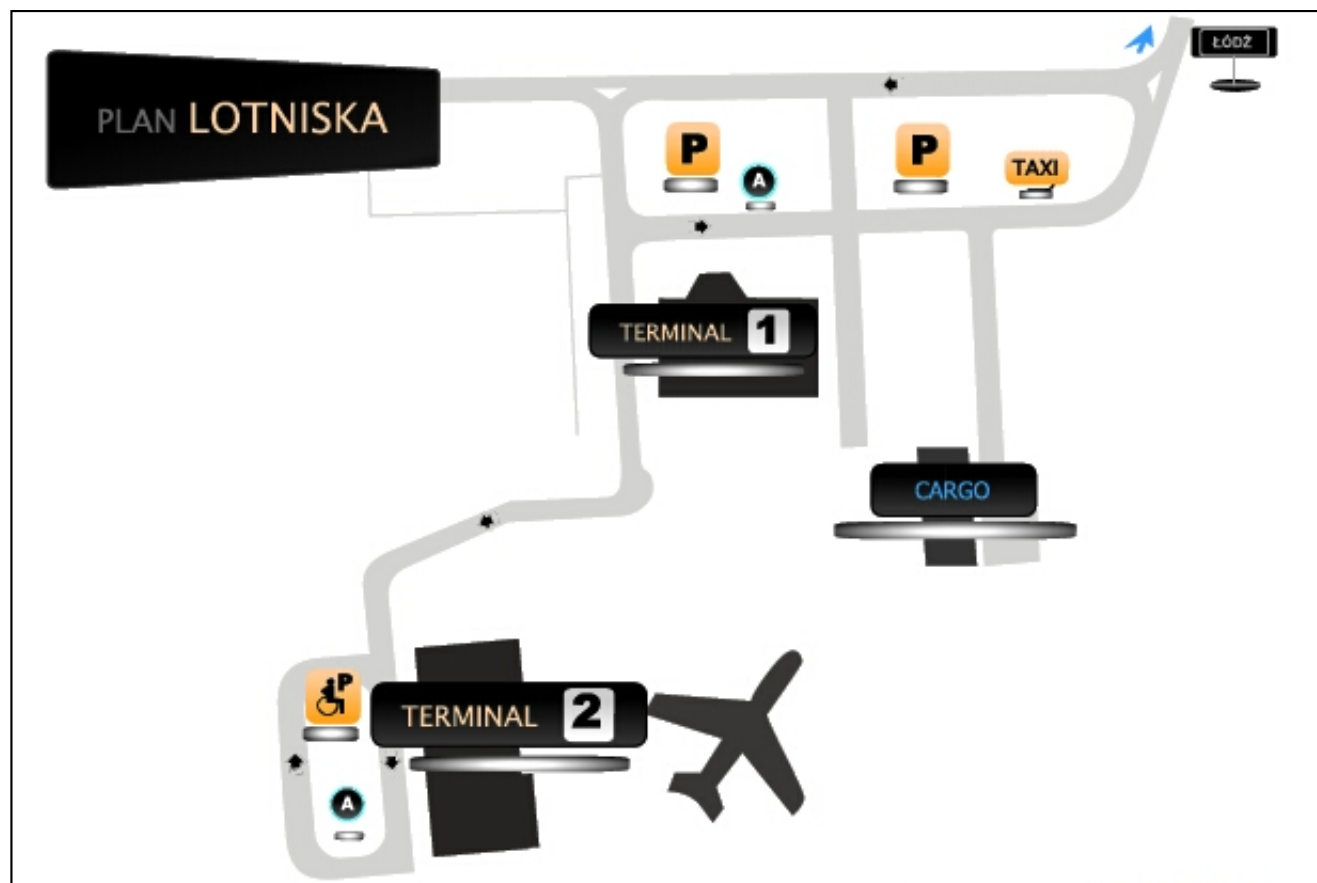 ŁÓDŹ
PLAN LOTNISKA
P
P
A
TAXI
TERMINAL 1
CARGO
P
TERMINAL 2
A